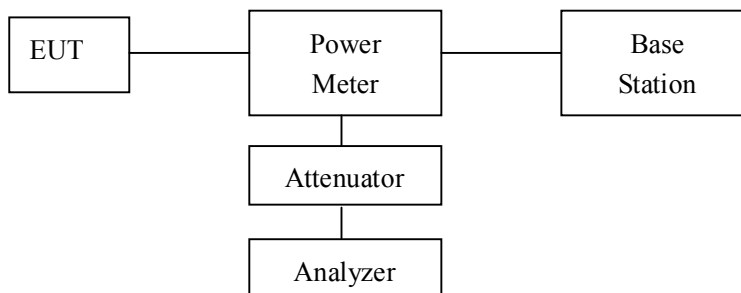 EUT
Power
Meter
Base
Station
Attenuator
Analyzer